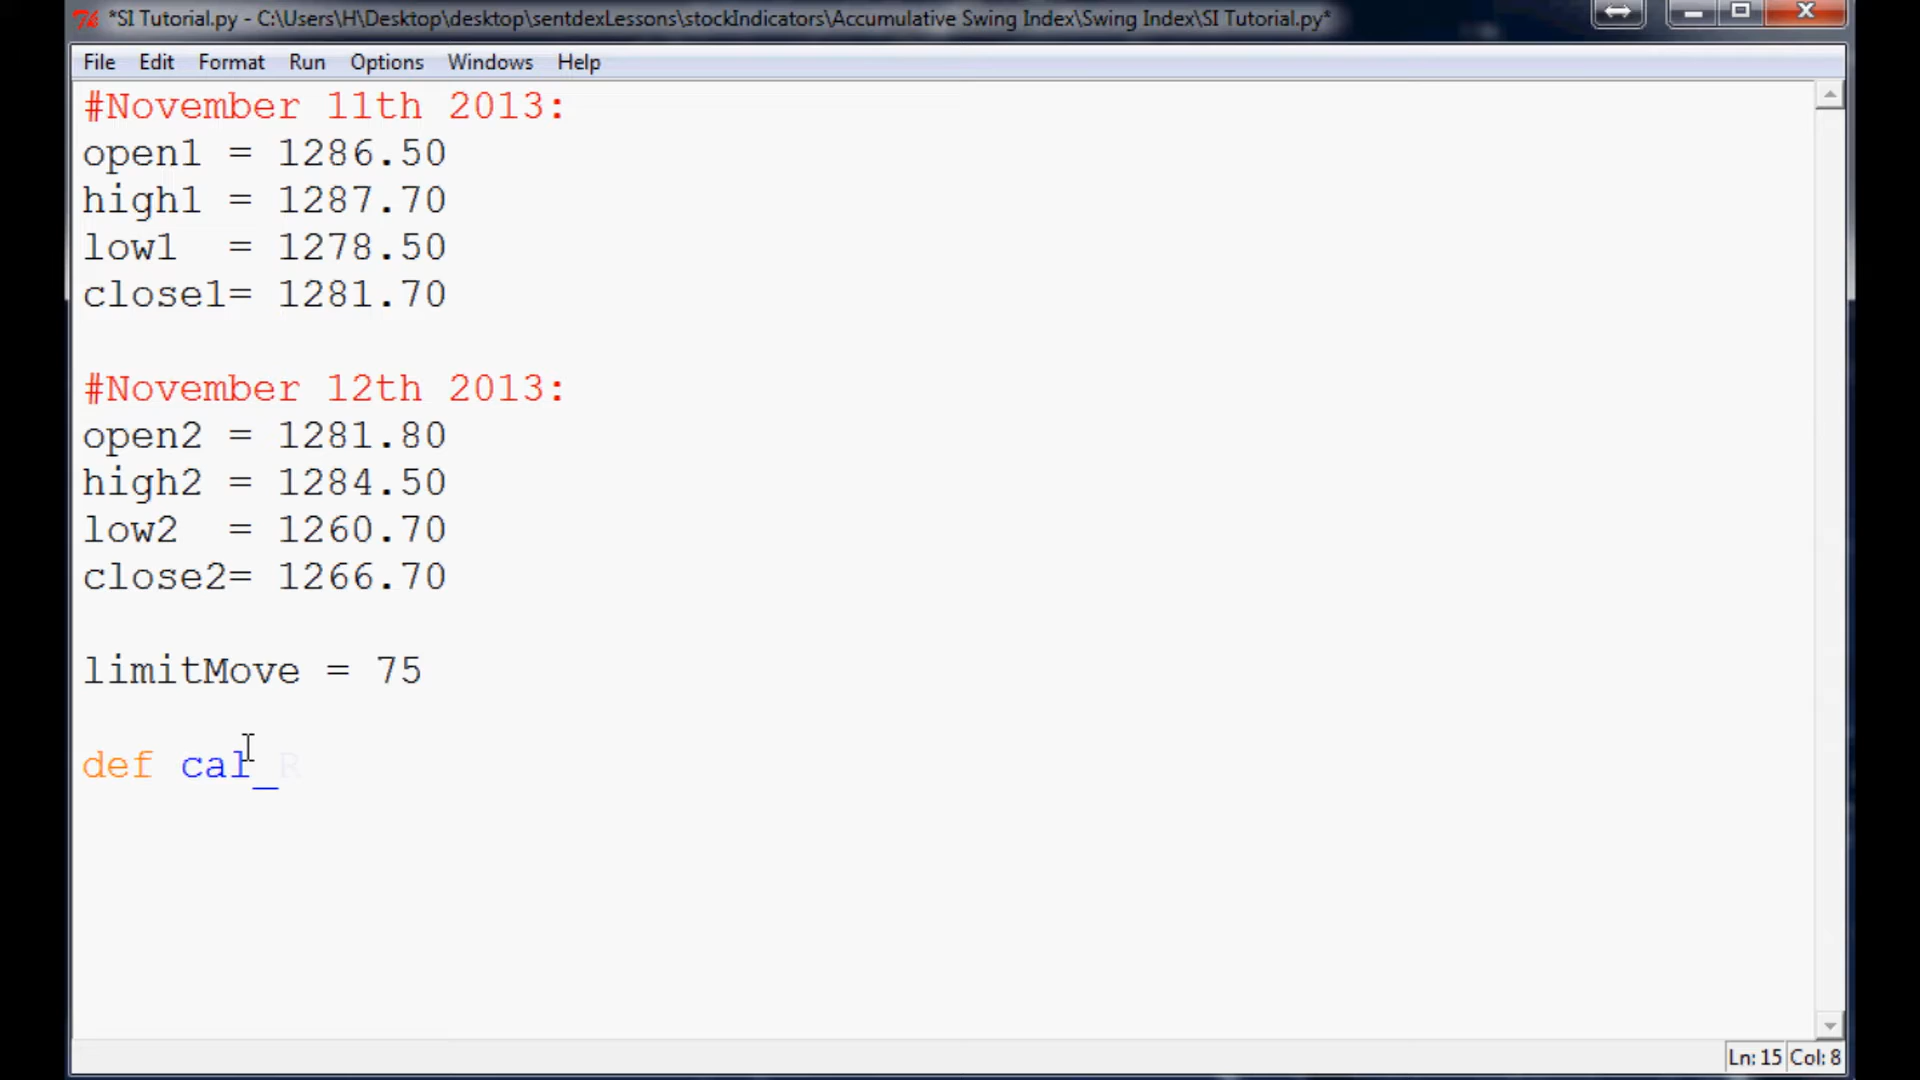 *SI Tutorial.py - C:\Users\H\Desktop\desktop\sentdexLessons\stockIndicators\Accumulative Swing Index\Swing Index\SI Tutorial.py*
File Edit Format Run Options Windows Help
#November 11th 2013:
open1 = 1286.50
high1 = 1287.70
low1  = 1278.50
close1= 1281.70
#November 12th 2013:
open2 = 1281.80
high2 = 1284.50
low2  = 1260.70
close2= 1266.70
limitMove = 75
def cal_R
Ln: 15 Col: 8